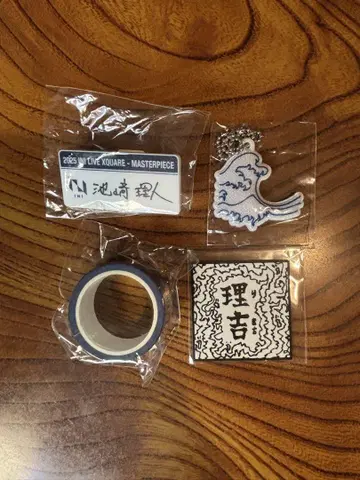 2025 INI LIVE XQUARE - MASTERPIECE
INI
池﨑 理人
理吉